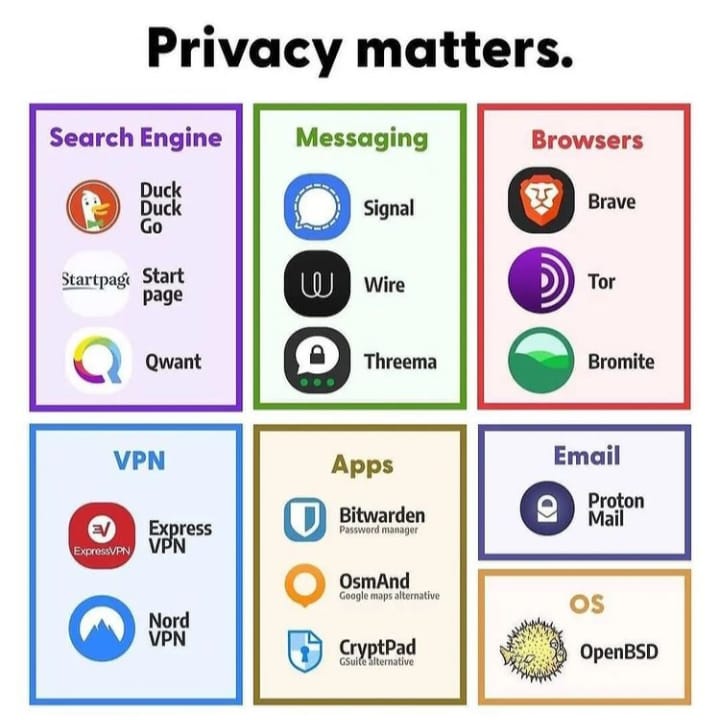 Privacy matters.
Search Engine
Duck
Duck
Go
Startpage
Start
page
Qwant
Messaging
Signal
Wire
Threema
Browsers
Brave
Tor
Bromite
VPN
ExpressVPN
Express
VPN
Nord
VPN
Apps
Bitwarden
Password manager
OsmAnd
Google maps alternative
CryptPad
GSuite alternative
Email
Proton
Mail
OS
OpenBSD